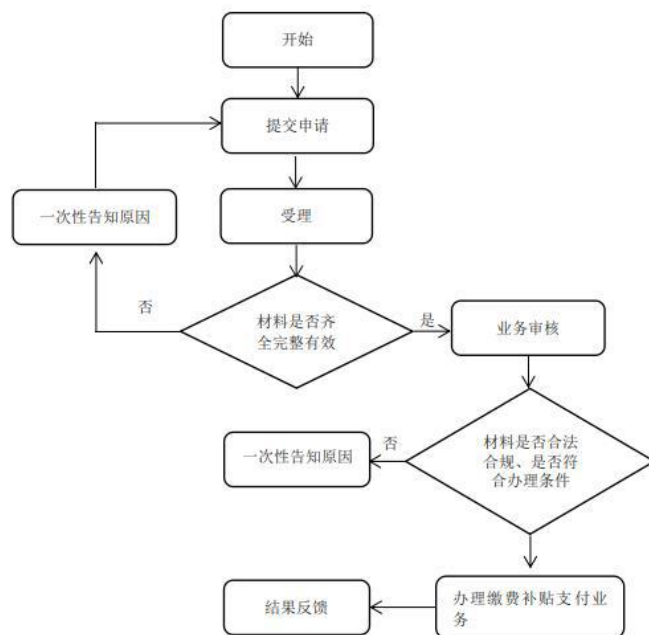 开始
提交申请
一次性告知原因
受理
否
材料是否齐
全完整有效
是
业务审核
一次性告知原因
否
材料是否合法
合规、是否符
合办理条件
结果反馈
办理缴费补贴支付业
务